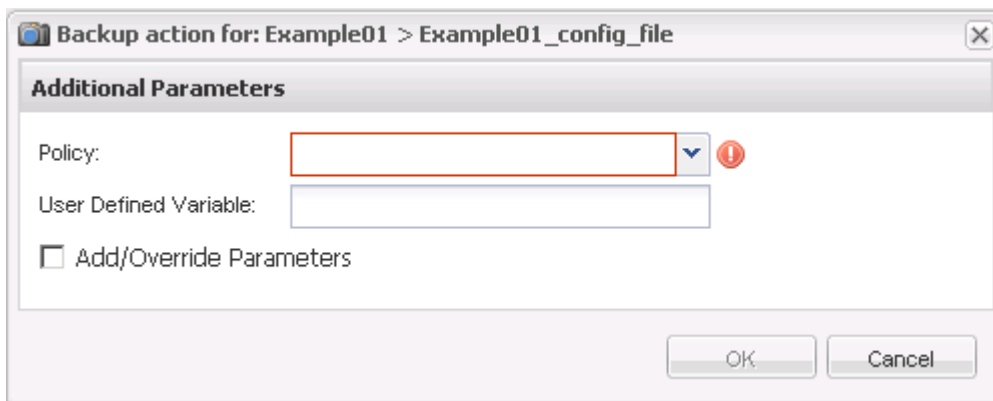 Backup action for: Example01 > Example01_config_file
Additional Parameters
Policy:
User Defined Variable:
Add/Override Parameters
OK
Cancel